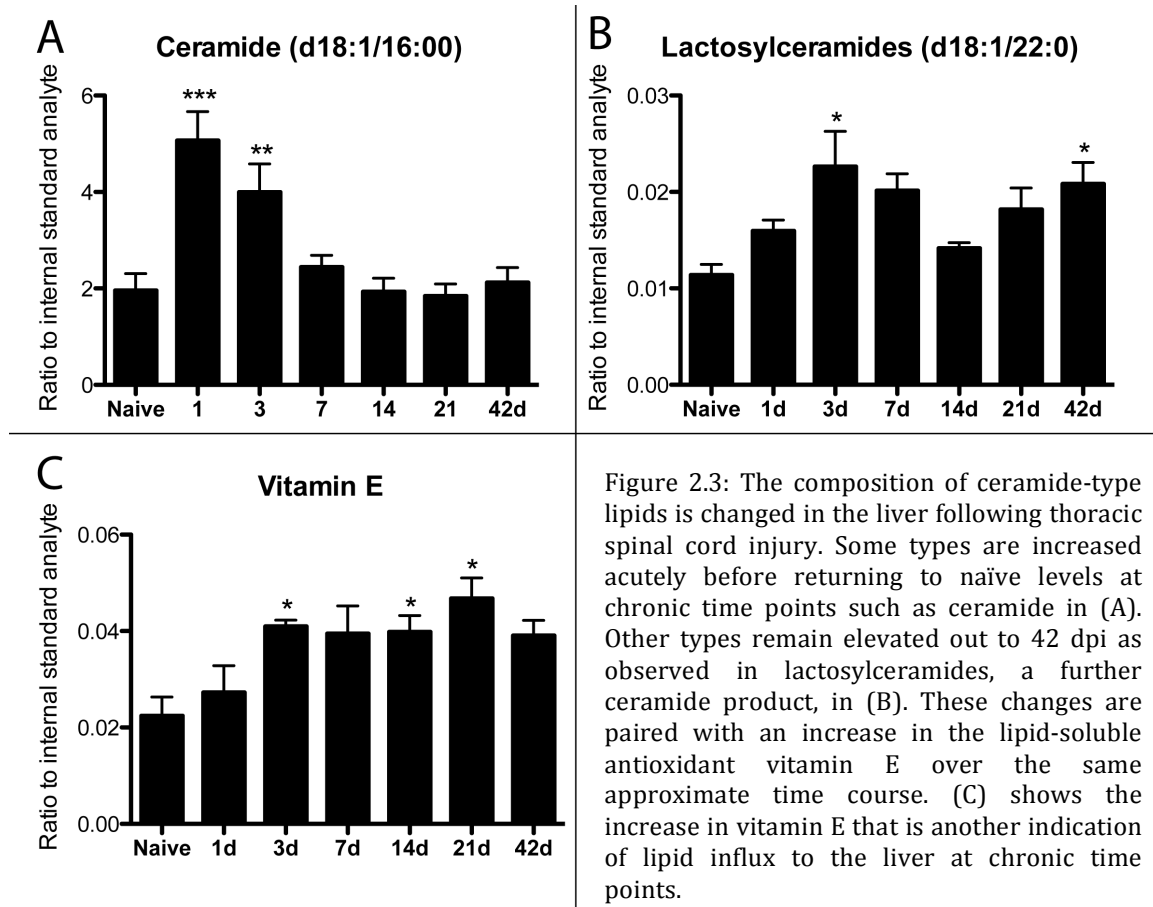 A
Ceramide (d18:1/16:00)
Ratio to internal standard analyte
6
4
2
0
*** 
**
Naive 1 3 7 14 21 42d
B
Lactosylceramides (d18:1/22:0)
Ratio to internal standard analyte
0.03
0.02
0.01
0.00
* *
Naive 1d 3d 7d 14d 21d 42d
C
Vitamin E
Ratio to internal standard analyte
0.06
0.04
0.02
0.00
* * *
Naive 1d 3d 7d 14d 21d 42d
Figure 2.3: The composition of ceramide-type
lipids is changed in the liver following thoracic
spinal cord injury. Some types are increased
acutely before returning to naïve levels at
chronic time points such as ceramide in (A).
Other types remain elevated out to 42 dpi as
observed in lactosylceramides, a further
ceramide product, in (B). These changes are
paired with an increase in the lipid-soluble
antioxidant vitamin E over the same
approximate time course. (C) shows the
increase in vitamin E that is another indication
of lipid influx to the liver at chronic time
points.